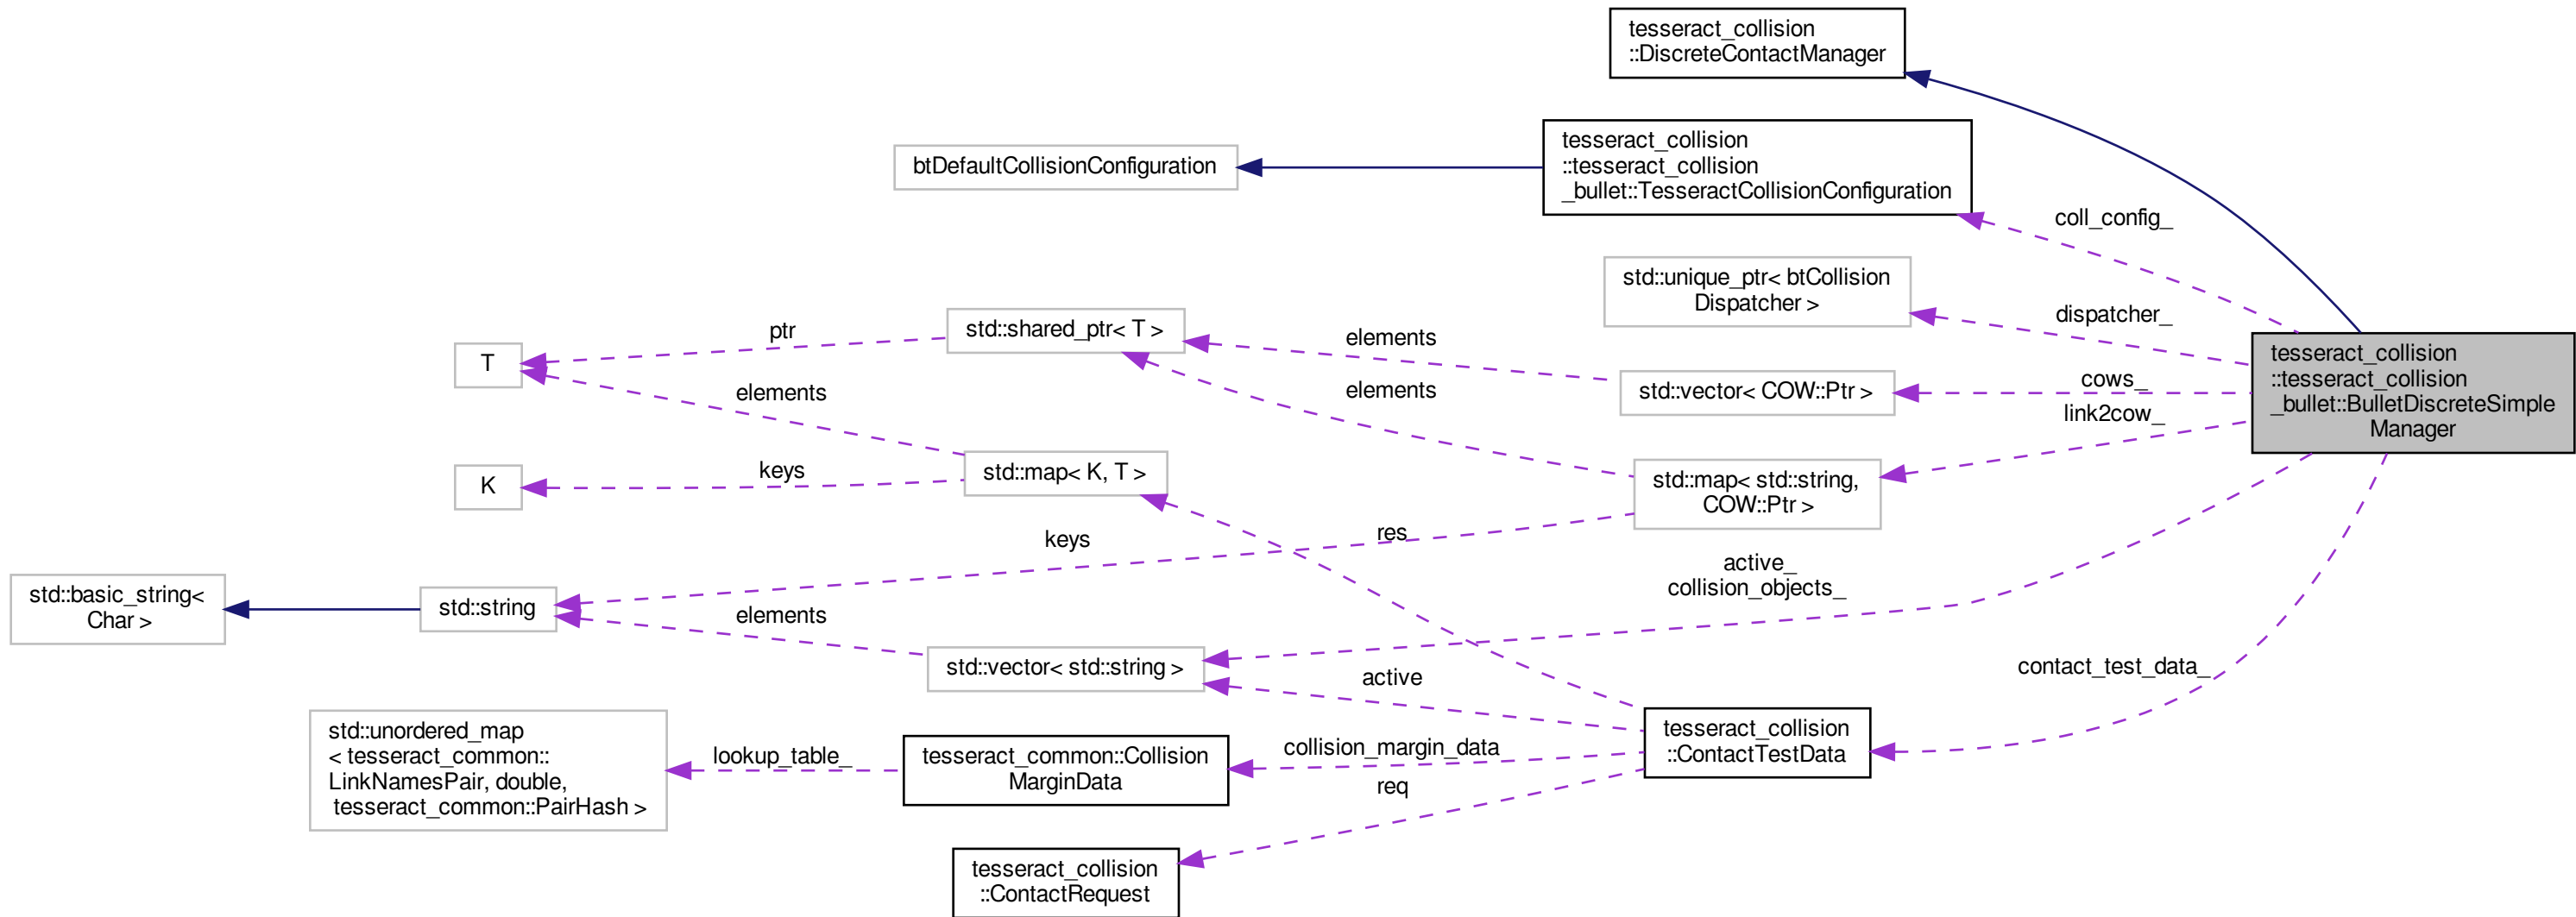 tesseract_collision
::DiscreteContactManager
btDefaultCollisionConfiguration
tesseract_collision
::tesseract_collision
_bullet::TesseractCollisionConfiguration
coll_config_
std::unique_ptr< btCollision
Dispatcher >
dispatcher_
T
ptr
std::shared_ptr< T >
elements
std::vector< COW::Ptr >
cows_
tesseract_collision
::tesseract_collision
_bullet::BulletDiscreteSimple
Manager
elements
elements
link2cow_
K
keys
std::map< K, T >
std::map< std::string,
COW::Ptr >
keys
res
std::basic_string<
Char >
std::string
active_
collision_objects_
elements
std::vector< std::string >
active
contact_test_data_
std::unordered_map
< tesseract_common::
LinkNamesPair, double,
tesseract_common::PairHash >
lookup_table_
tesseract_common::Collision
MarginData
collision_margin_data
req
tesseract_collision
::ContactTestData
tesseract_collision
::ContactRequest